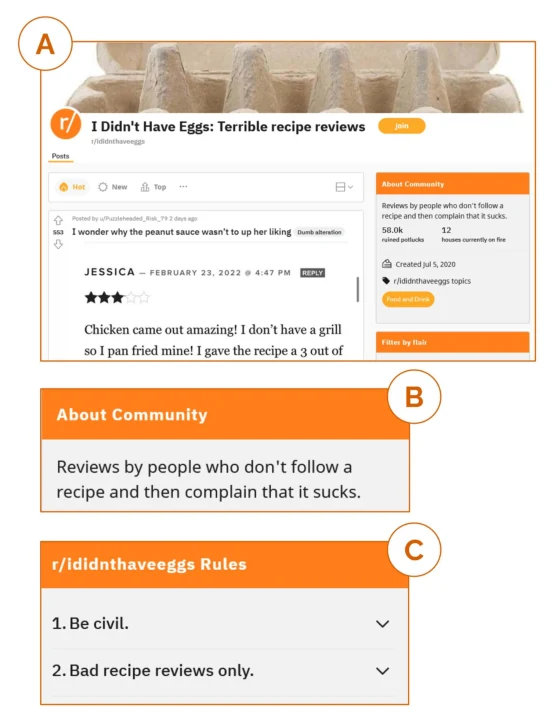 A
r/
I Didn't Have Eggs: Terrible recipe reviews
Join
r/ididnthaveeggs
Posts
Hot
New
Top
...
About Community
Reviews by people who don't follow a
recipe and then complain that it sucks.
58.0k
ruined potlucks
12
houses currently on fire
Created Jul 5, 2020
r/ididnthaveeggs topics
Food and Drink
Filter by flair
553
Posted by u/Puzzleheaded_Risk_79 2 days ago
I wonder why the peanut sauce wasn't to up her liking
Dumb alteration
JESSICA — FEBRUARY 23, 2022 @ 4:47 PM REPLY
Chicken came out amazing! I don't have a grill
so I pan fried mine! I gave the recipe a 3 out of
B
About Community
Reviews by people who don't follow a
recipe and then complain that it sucks.
C
r/ididnthaveeggs Rules
1. Be civil.
2. Bad recipe reviews only.